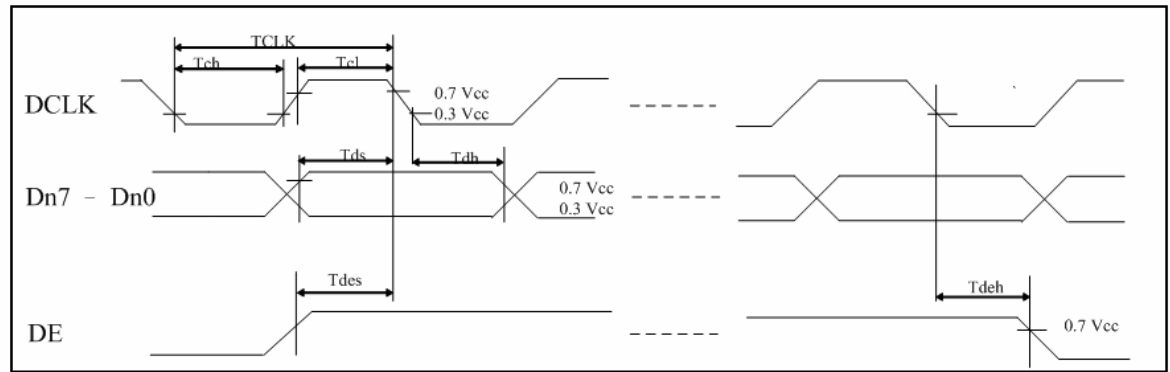 TCLK
Tch
Tcl
DCLK
0.7 Vcc
0.3 Vcc
Tds
Tdh
Dn7 – Dn0
0.7 Vcc
0.3 Vcc
Tdes
Tdeh
DE
0.7 Vcc